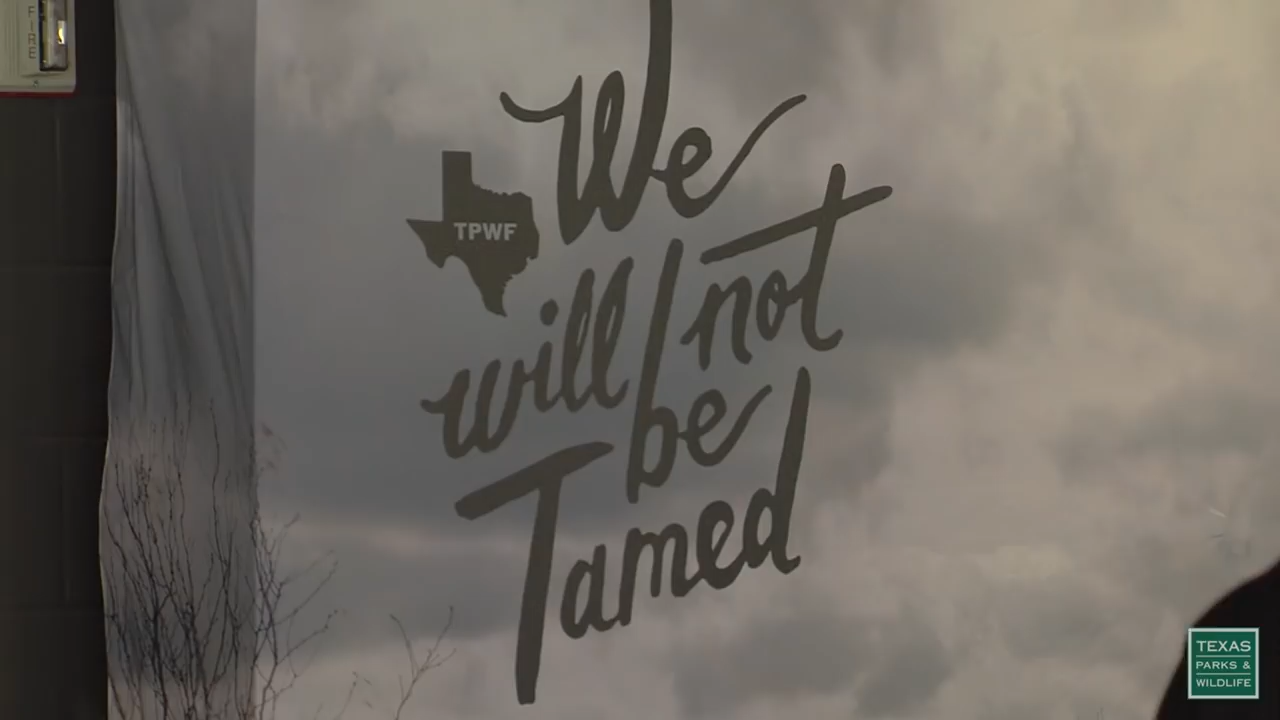 FIRE
We
TPWF
will not
be
Tamed
TEXAS
PARKS &
WILDLIFE